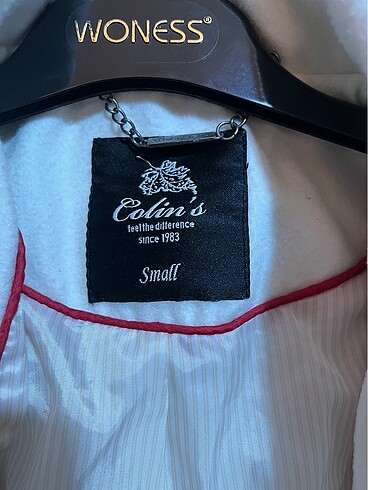 WONESS®
Colin's
feel the difference
since 1983
Small